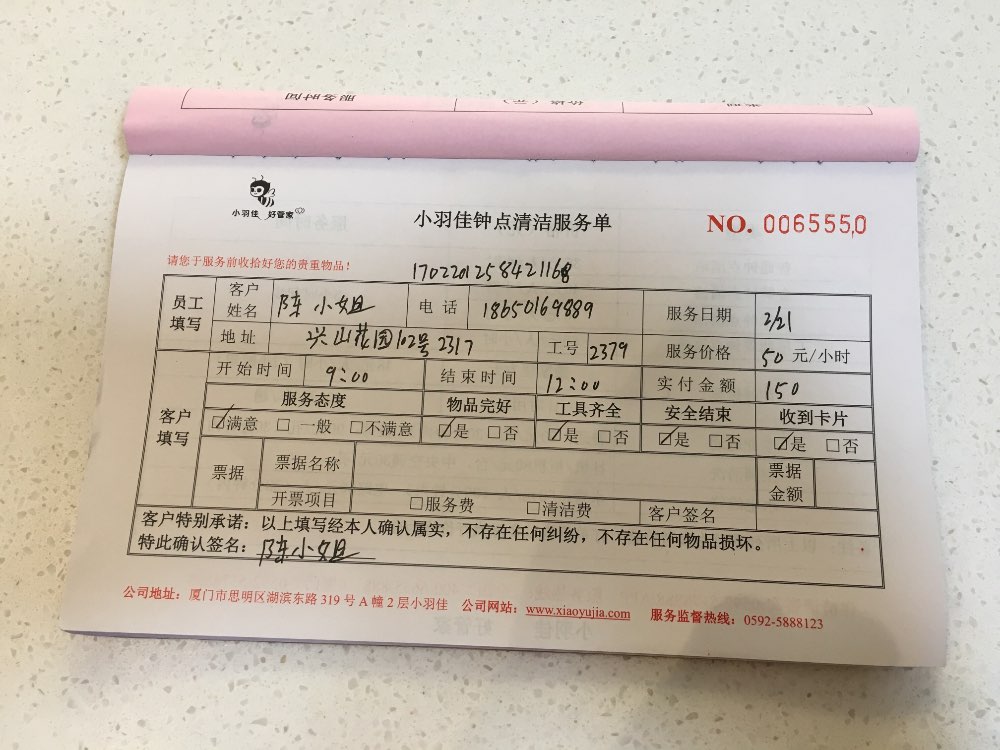 服务时间
小羽佳 好管家
小羽佳钟点清洁服务单
NO. 0065550
请您于服务前收拾好您的贵重物品!
1702201258421168
员工填写 客户姓名 陈小姐 电话 18650169889 服务日期 2/21
地址 兴山花园102号2317 工号 2379 服务价格 50 元/小时
客户填写 开始时间 9:00 结束时间 12:00 实付金额 150
服务态度 物品完好 工具齐全 安全结束 收到卡片
☑满意 □一般 □不满意 ☑是 □否 ☑是 □否 ☑是 □否 ☑是 □否
票据 票据名称 票据金额
开票项目 □服务费 □清洁费 客户签名
客户特别承诺:以上填写经本人确认属实,不存在任何纠纷,不存在任何物品损坏。
特此确认签名:陈小姐
公司地址:厦门市思明区湖滨东路 319 号 A 幢 2 层小羽佳 公司网站:www.xiaoyujia.com 服务监督热线:0592-5888123